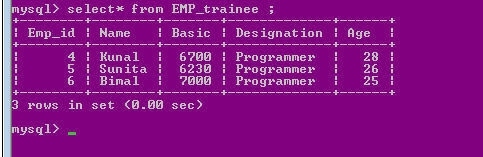 mysql> select* from EMP_trainee ;
+--------+--------+-------+-------------+------+
| Emp_id | Name   | Basic | Designation | Age  |
+--------+--------+-------+-------------+------+
|      4 | Kunal  |  6700 | Programmer  |   28 |
|      5 | Sunita |  6230 | Programmer  |   26 |
|      6 | Bimal  |  7000 | Programmer  |   25 |
+--------+--------+-------+-------------+------+
3 rows in set (0.00 sec)
mysql> _